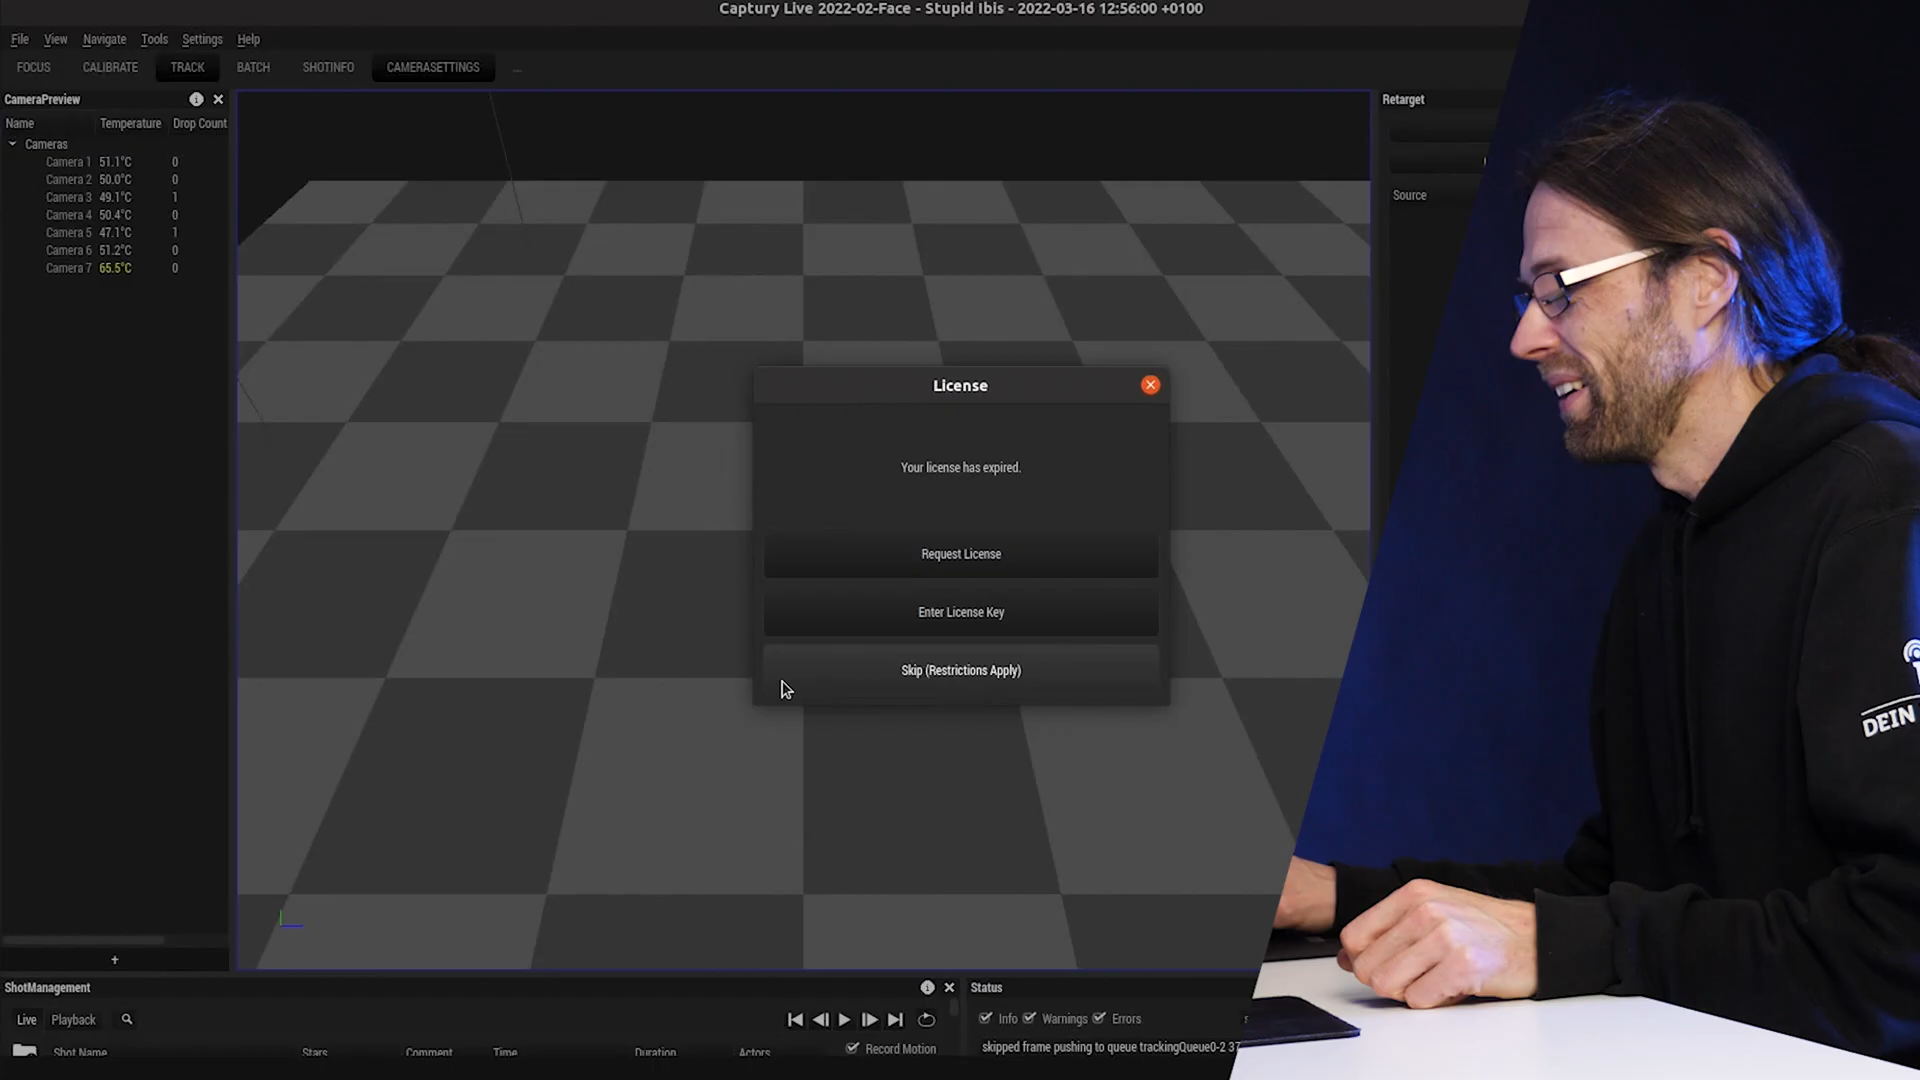 Captury Live 2022-02-Face - Stupid Ibis - 2022-03-16 12:56:00 +0100
File View Navigate Tools Settings Help
FOCUS CALIBRATE TRACK BATCH SHOTINFO CAMERASETTINGS ...
CameraPreview
Name Temperature Drop Count
Cameras
Camera 1 51.1°C 0
Camera 2 50.0°C 0
Camera 3 49.1°C 1
Camera 4 50.4°C 0
Camera 5 47.1°C 1
Camera 6 51.2°C 0
Camera 7 65.5°C 0
+
Retarget
Source
License
Your license has expired.
Request License
Enter License Key
Skip (Restrictions Apply)
DEIN
ShotManagement
Live Playback
Shot Name Stars Comment Time Duration Actors
Record Motion
Status
Info Warnings Errors
skipped frame pushing to queue trackingQueue0-2 37